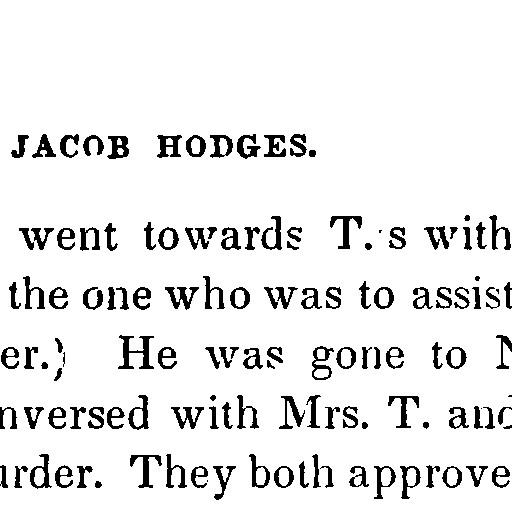 JACOB HODGES.
went towards T.'s with
the one who was to assist
er.) He was gone to N
nversed with Mrs. T. and
urder. They both approve